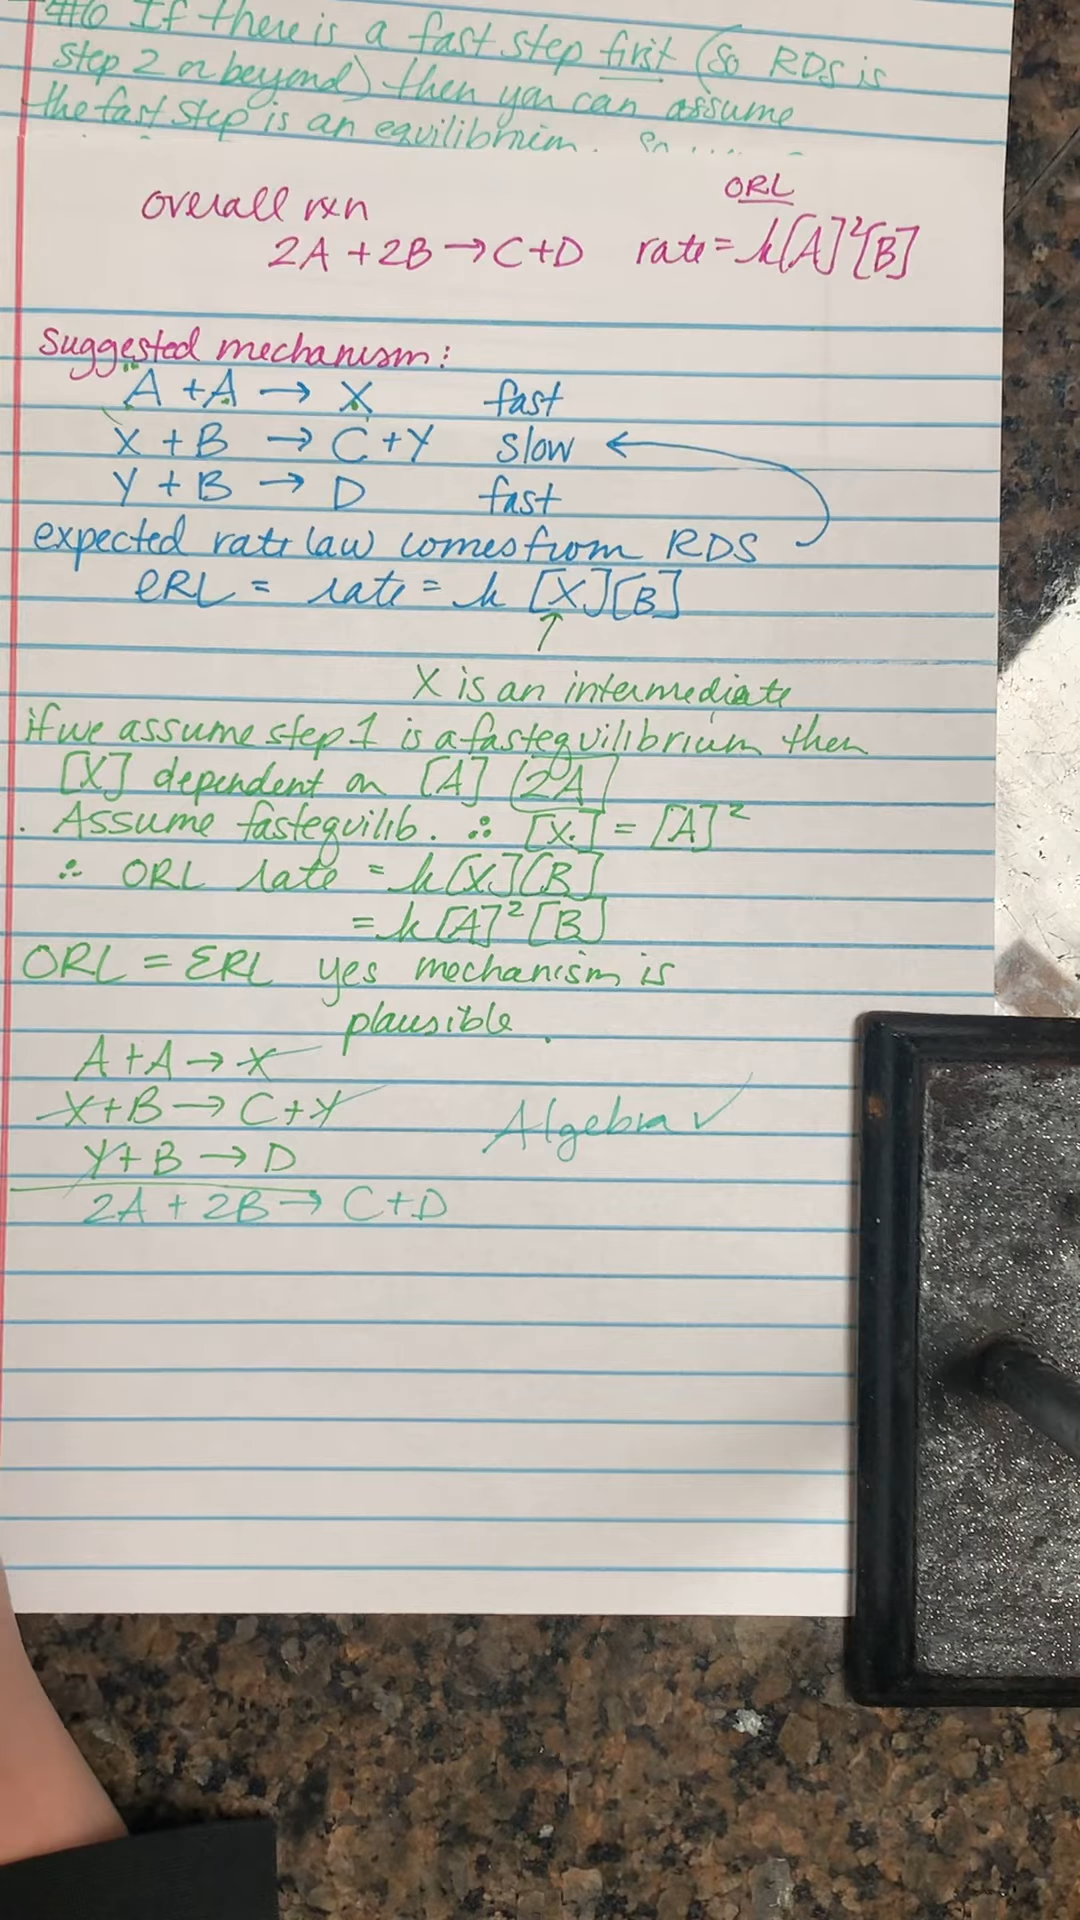 #6 If there is a fast step first (so RDS is
step 2 or beyond) then you can assume
the fast step is an equilibrium.
overall rxn
ORL
2A + 2B → C + D rate = k[A]²[B]
suggested mechanism:
A + A → X fast
X + B → C + Y slow
Y + B → D fast
expected rate law comes from RDS
ERL = rate = k [X][B]
↑
X is an intermediate
if we assume step 1 is a fast equilibrium then
[X] dependent on [A] [2A]
. Assume fast equilib. ∴ [X] = [A]²
∴ ORL rate = k[X][B]
= k[A]²[B]
ORL = ERL yes mechanism is
plausible.
A + A → X
X + B → C + Y
Algebra ✓
Y + B → D
2A + 2B → C + D